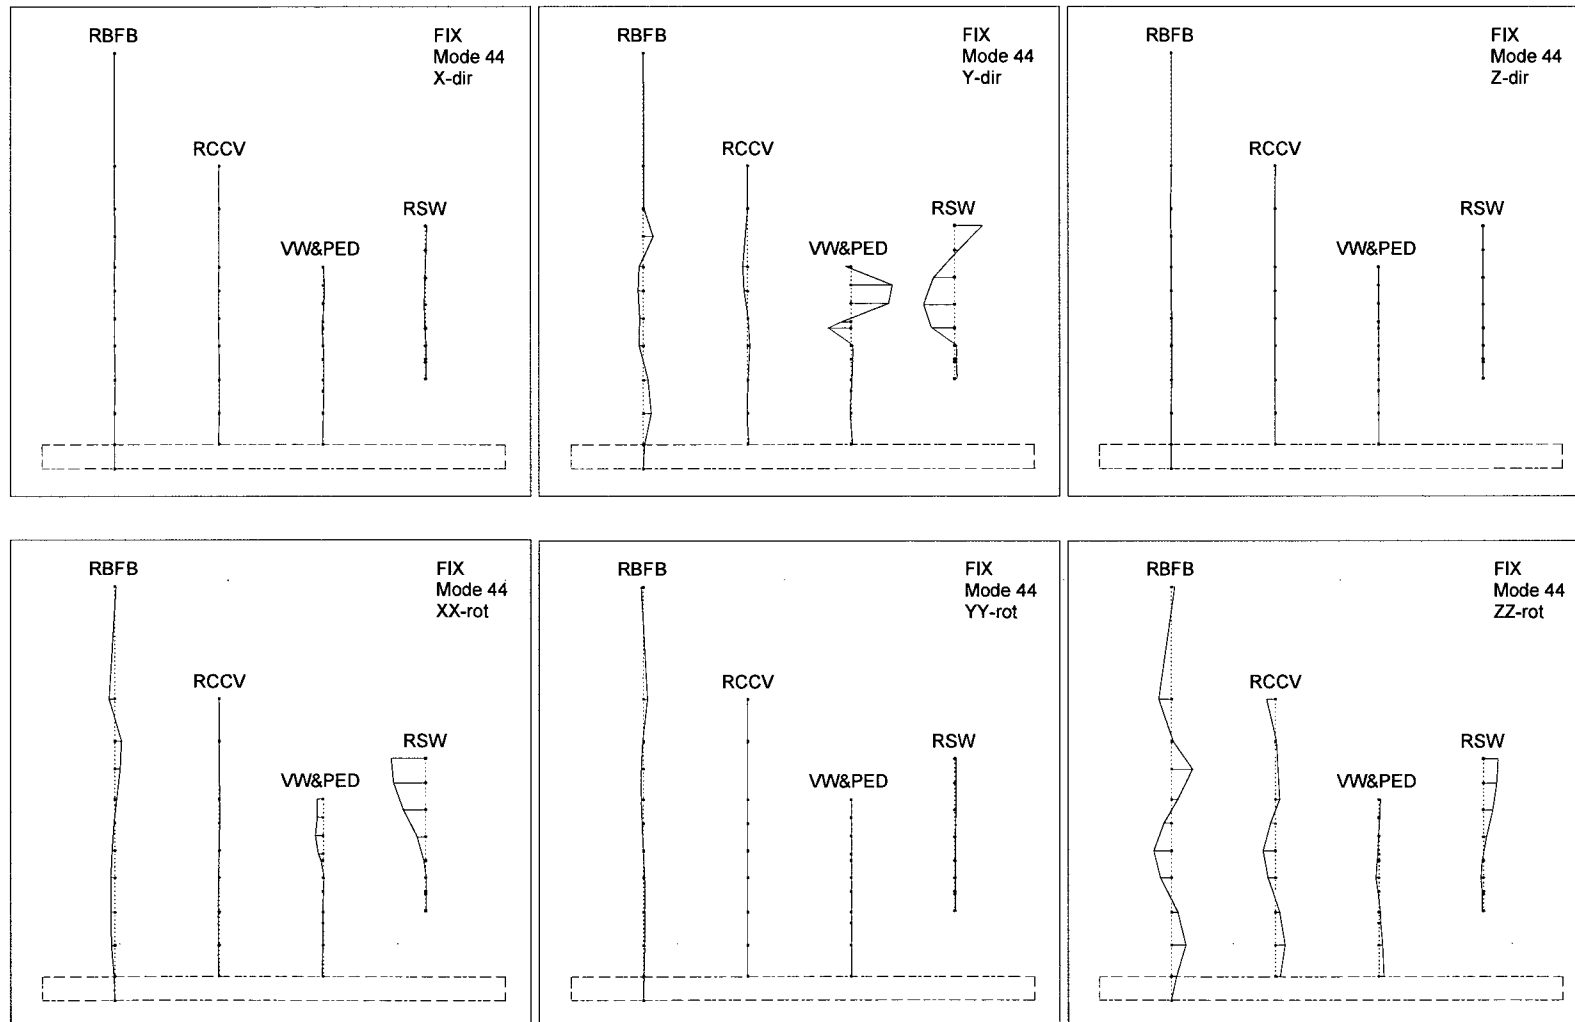 RBFB
FIX
Mode 44
X-dir
RCCV
RSW
VW&PED
RBFB
FIX
Mode 44
Y-dir
RCCV
RSW
VW&PED
RBFB
FIX
Mode 44
Z-dir
RCCV
RSW
VW&PED
RBFB
FIX
Mode 44
XX-rot
RCCV
RSW
VW&PED
RBFB
FIX
Mode 44
YY-rot
RCCV
RSW
VW&PED
RBFB
FIX
Mode 44
ZZ-rot
RCCV
RSW
VW&PED